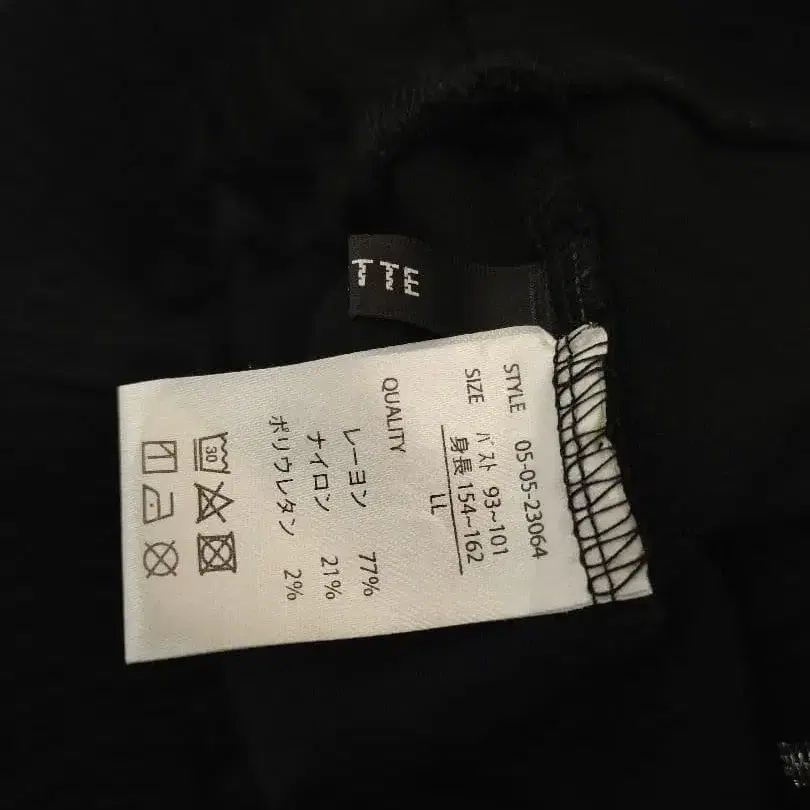 STYLE 05-05-23064
SIZE バスト 93~101
身長 154~162
LL
QUALITY
レーヨン 77%
ナイロン 21%
ポリウレタン 2%
30